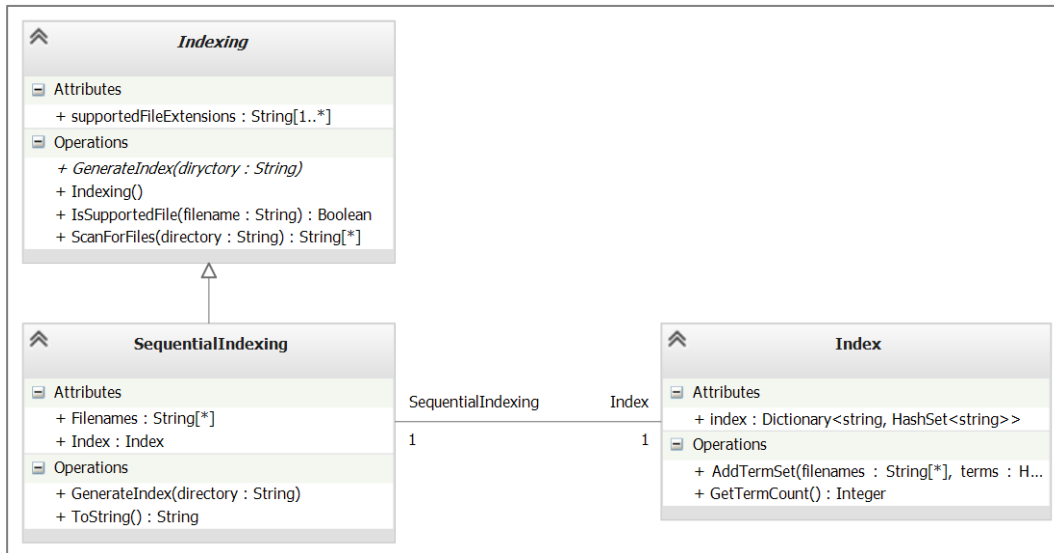 Indexing
Attributes
+ supportedFileExtensions : String[1..*]
Operations
+ GenerateIndex(diryctory : String)
+ Indexing()
+ IsSupportedFile(filename : String) : Boolean
+ ScanForFiles(directory : String) : String[*]
SequentialIndexing
Attributes
+ Filenames : String[*]
+ Index : Index
Operations
+ GenerateIndex(directory : String)
+ ToString() : String
SequentialIndexing Index
1 1
Index
Attributes
+ index : Dictionary<string, HashSet<string>>
Operations
+ AddTermSet(filenames : String[*], terms : H...
+ GetTermCount() : Integer